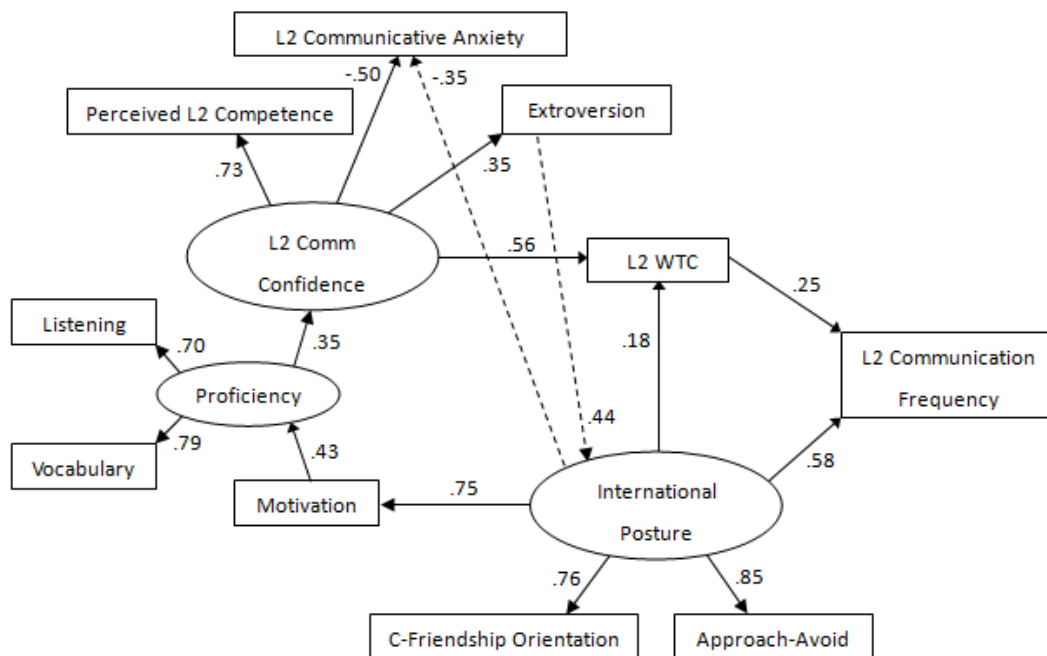 L2 Communicative Anxiety
-.50
-.35
Perceived L2 Competence
Extroversion
.73
.35
L2 Comm
Confidence
.56
L2 WTC
.25
Listening
.70
.35
.18
L2 Communication
Frequency
Proficiency
.79
.43
.44
.58
Vocabulary
Motivation
.75
International
Posture
.76
.85
C-Friendship Orientation
Approach-Avoid